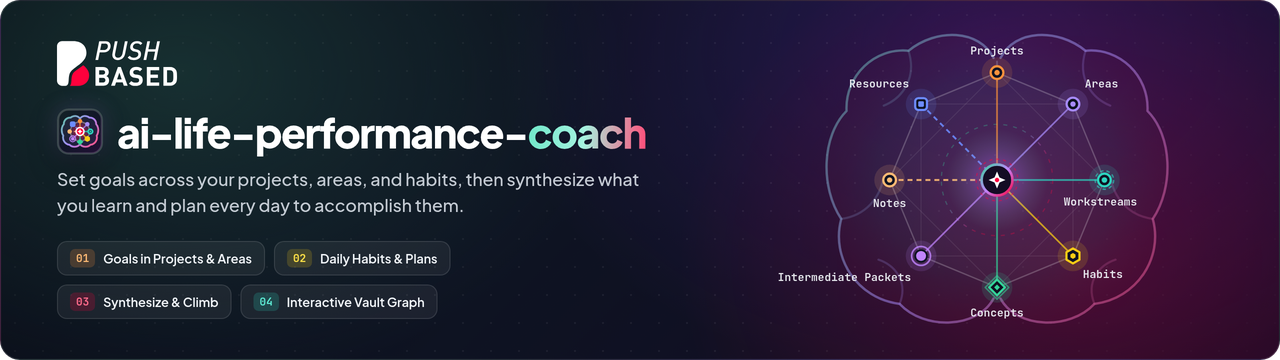 PUSH
BASED
ai-life-performance-coach
Set goals across your projects, areas, and habits, then synthesize what
you learn and plan every day to accomplish them.
01 Goals in Projects & Areas
02 Daily Habits & Plans
03 Synthesize & Climb
04 Interactive Vault Graph
Projects
Resources
Areas
Notes
Workstreams
Intermediate Packets
Habits
Concepts